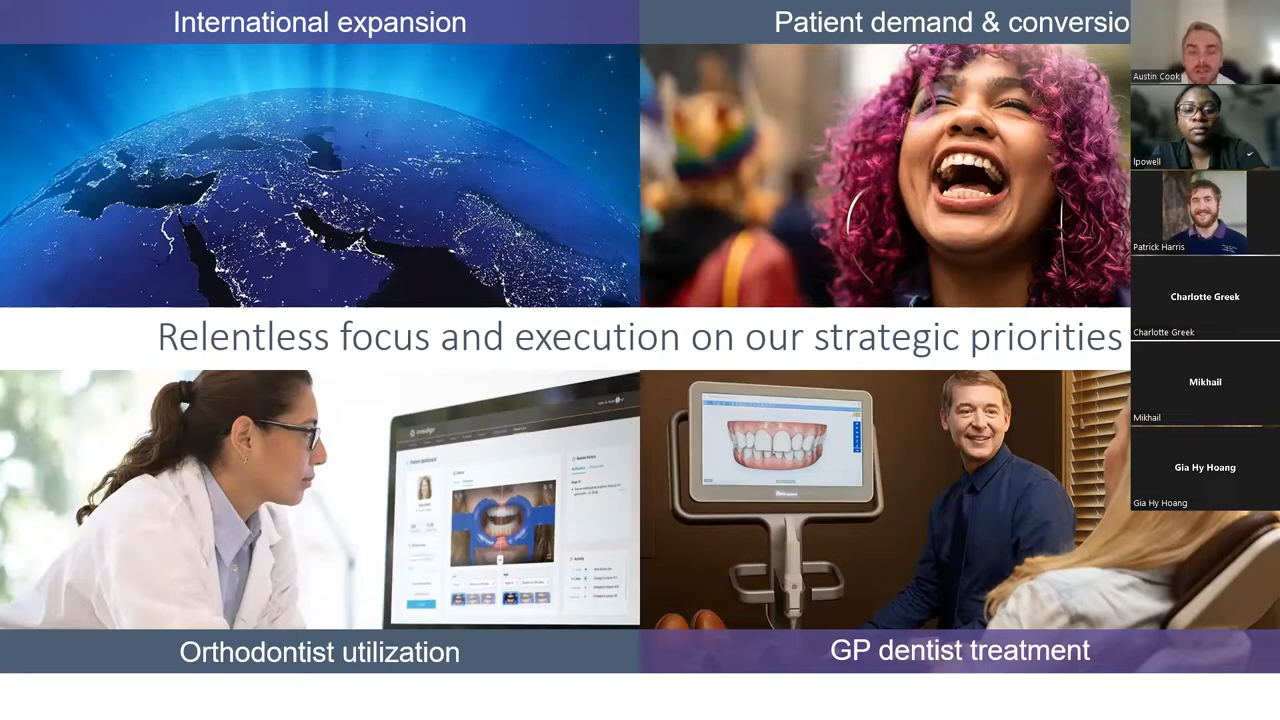 International expansion
Patient demand & conversio
Austin Cook
lpowell
Patrick Harris
Charlotte Greek
Charlotte Greek
Relentless focus and execution on our strategic priorities
Mikhail
Mikhail
Gia Hy Hoang
Gia Hy Hoang
invisalign
Orthodontist utilization
GP dentist treatment